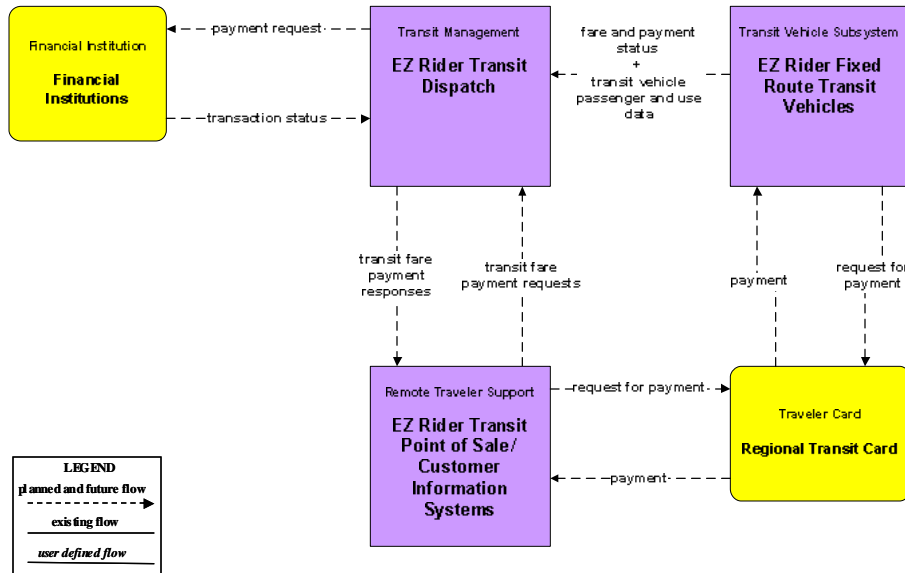 Financial Institution
Financial
Institutions
payment request
transaction status
Transit Management
EZ Rider Transit
Dispatch
fare and payment
status
+
transit vehicle
passenger and use
data
Transit Vehicle Subsystem
EZ Rider Fixed
Route Transit
Vehicles
transit fare
payment
responses
transit fare
payment requests
payment
request for
payment
Remote Traveler Support
EZ Rider Transit
Point of Sale/
Customer
Information
Systems
request for payment
payment
Traveler Card
Regional Transit Card
LEGEND
planned and future flow
existing flow
user defined flow